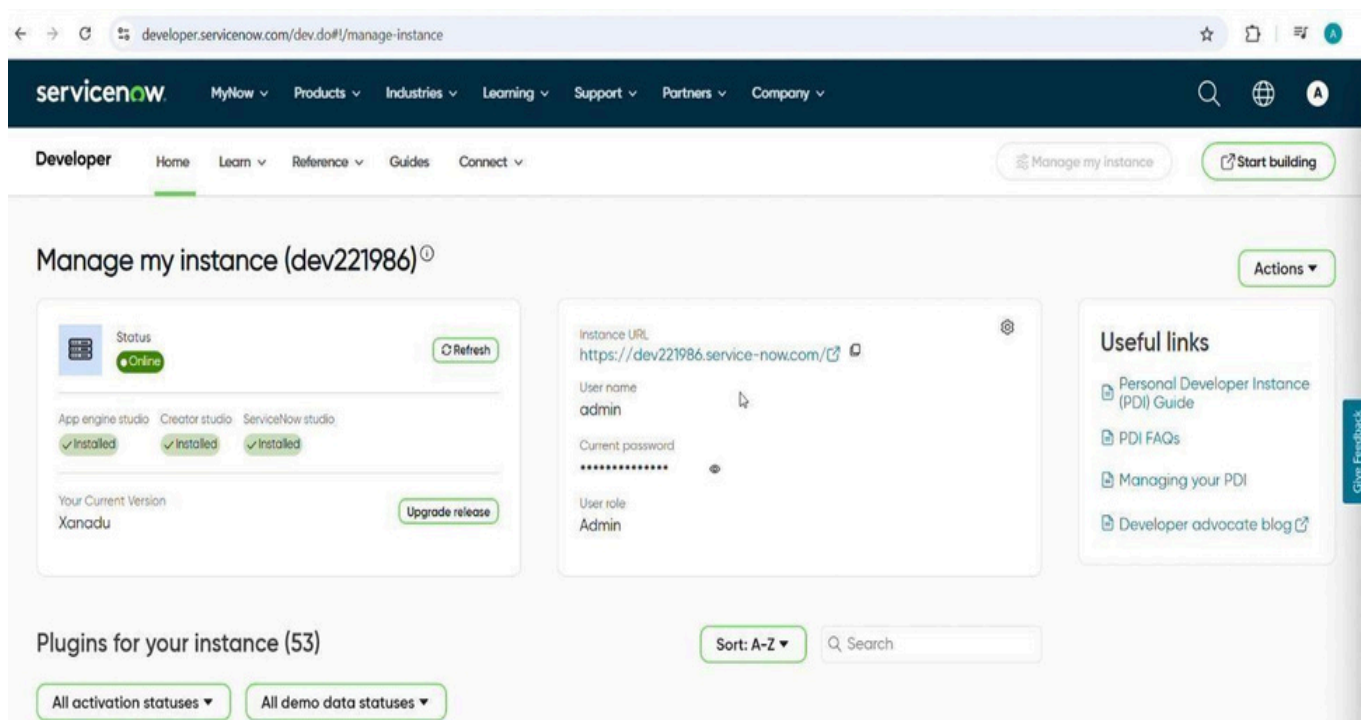 developer.servicenow.com/dev.do#!/manage-instance
A
servicenow. MyNow Products Industries Learning Support Partners Company A
Developer Home Learn Reference Guides Connect Manage my instance Start building
Manage my instance (dev221986)
Actions
Status
Online
Refresh
App engine studio Creator studio ServiceNow studio
Installed Installed Installed
Your Current Version
Xanadu
Upgrade release
Instance URL
https://dev221986.service-now.com/
User name
admin
Current password
••••••••••••••
User role
Admin
Useful links
Personal Developer Instance
(PDI) Guide
PDI FAQs
Managing your PDI
Developer advocate blog
Give Feedback
Plugins for your instance (53)
Sort: A-Z Search
All activation statuses All demo data statuses